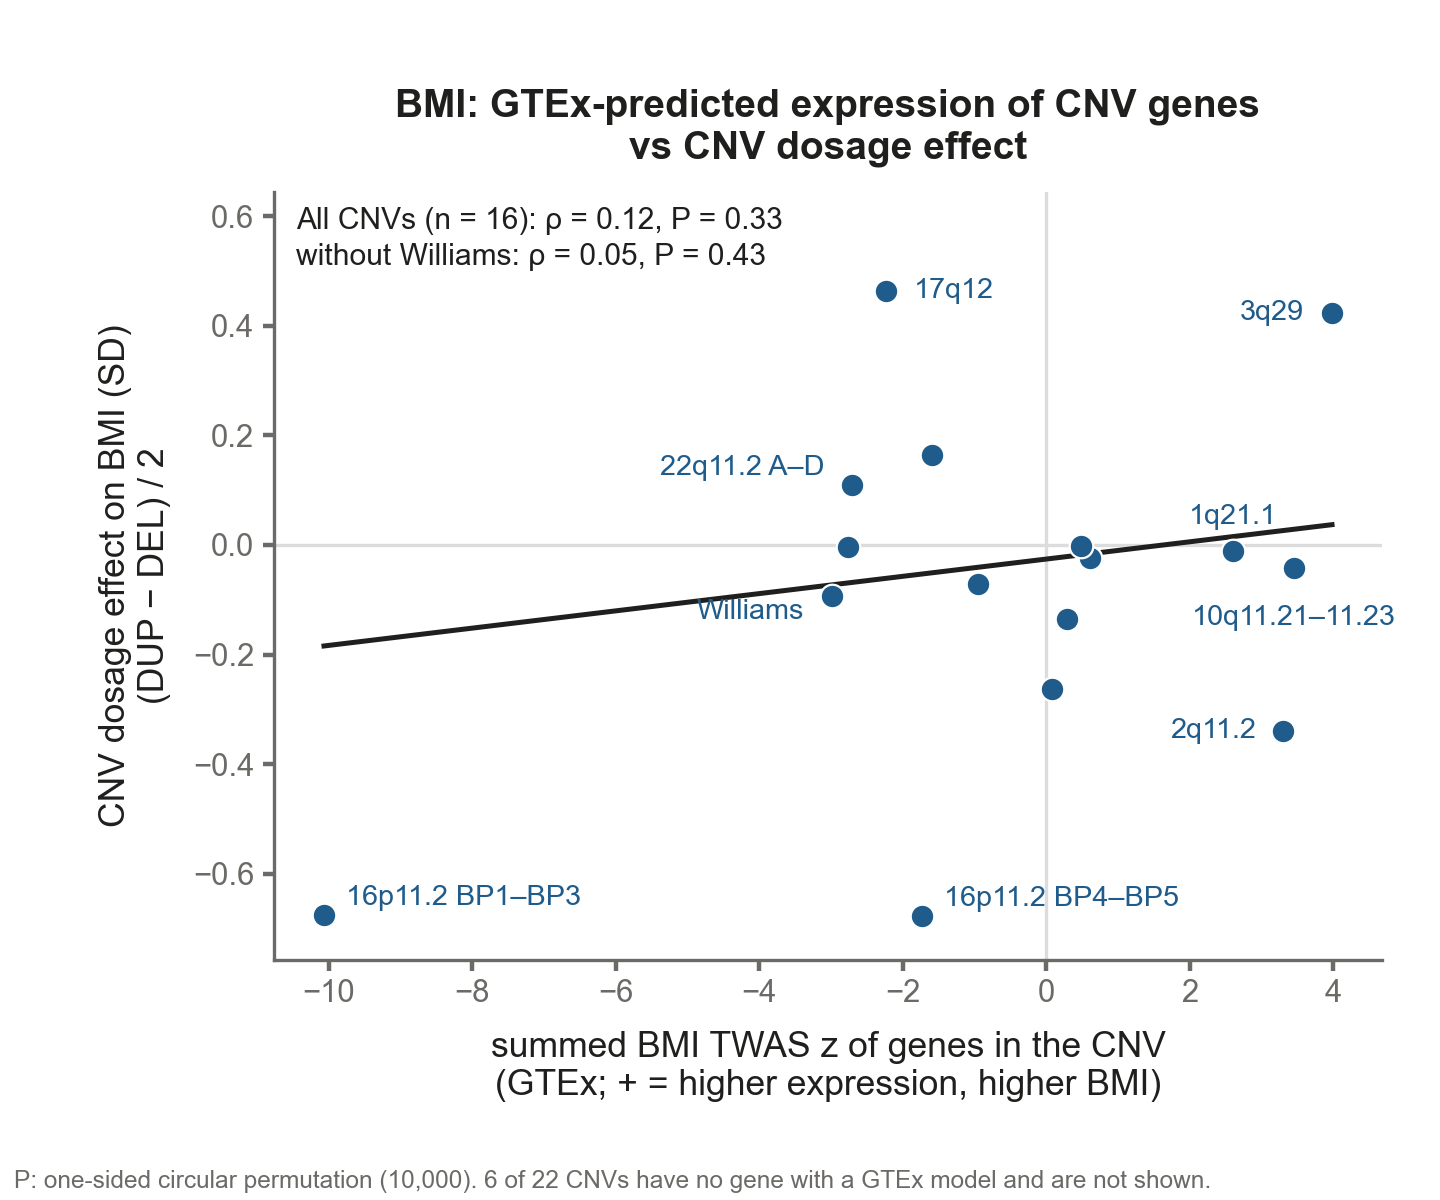 BMI: GTEx-predicted expression of CNV genes
vs CNV dosage effect
All CNVs (n = 16): ρ = 0.12, P = 0.33
without Williams: ρ = 0.05, P = 0.43
CNV dosage effect on BMI (SD)
(DUP − DEL) / 2
0.6
0.4
0.2
0.0
−0.2
−0.4
−0.6
17q12
3q29
22q11.2 A–D
1q21.1
Williams
10q11.21–11.23
2q11.2
16p11.2 BP1–BP3
16p11.2 BP4–BP5
−10
−8
−6
−4
−2
0
2
4
summed BMI TWAS z of genes in the CNV
(GTEx; + = higher expression, higher BMI)
P: one-sided circular permutation (10,000). 6 of 22 CNVs have no gene with a GTEx model and are not shown.